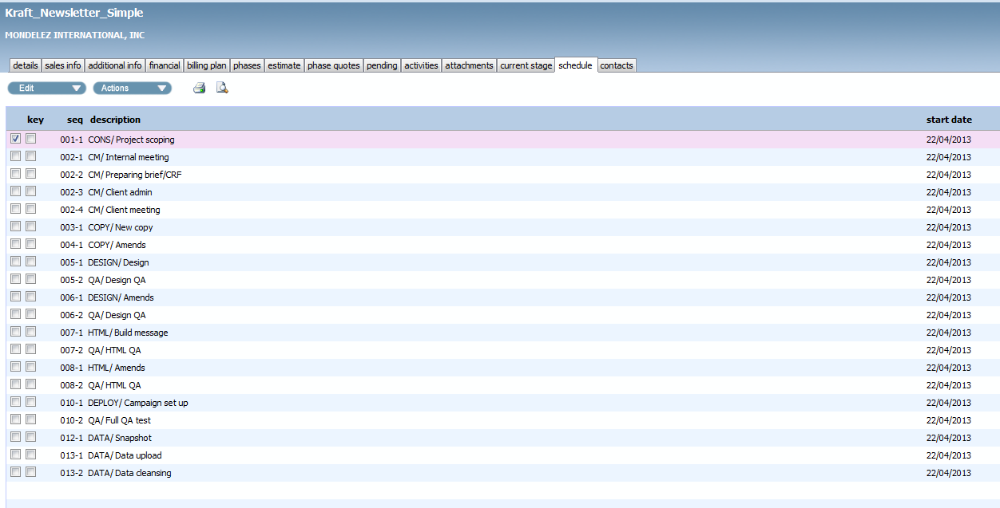 Kraft_Newsletter_Simple
MONDELEZ INTERNATIONAL, INC
details sales info additional info financial billing plan phases estimate phase quotes pending activities attachments current stage schedule contacts
Edit Actions
key seq description start date
001-1 CONS/ Project scoping 22/04/2013
002-1 CM/ Internal meeting 22/04/2013
002-2 CM/ Preparing brief/CRF 22/04/2013
002-3 CM/ Client admin 22/04/2013
002-4 CM/ Client meeting 22/04/2013
003-1 COPY/ New copy 22/04/2013
004-1 COPY/ Amends 22/04/2013
005-1 DESIGN/ Design 22/04/2013
005-2 QA/ Design QA 22/04/2013
006-1 DESIGN/ Amends 22/04/2013
006-2 QA/ Design QA 22/04/2013
007-1 HTML/ Build message 22/04/2013
007-2 QA/ HTML QA 22/04/2013
008-1 HTML/ Amends 22/04/2013
008-2 QA/ HTML QA 22/04/2013
010-1 DEPLOY/ Campaign set up 22/04/2013
010-2 QA/ Full QA test 22/04/2013
012-1 DATA/ Snapshot 22/04/2013
013-1 DATA/ Data upload 22/04/2013
013-2 DATA/ Data cleansing 22/04/2013